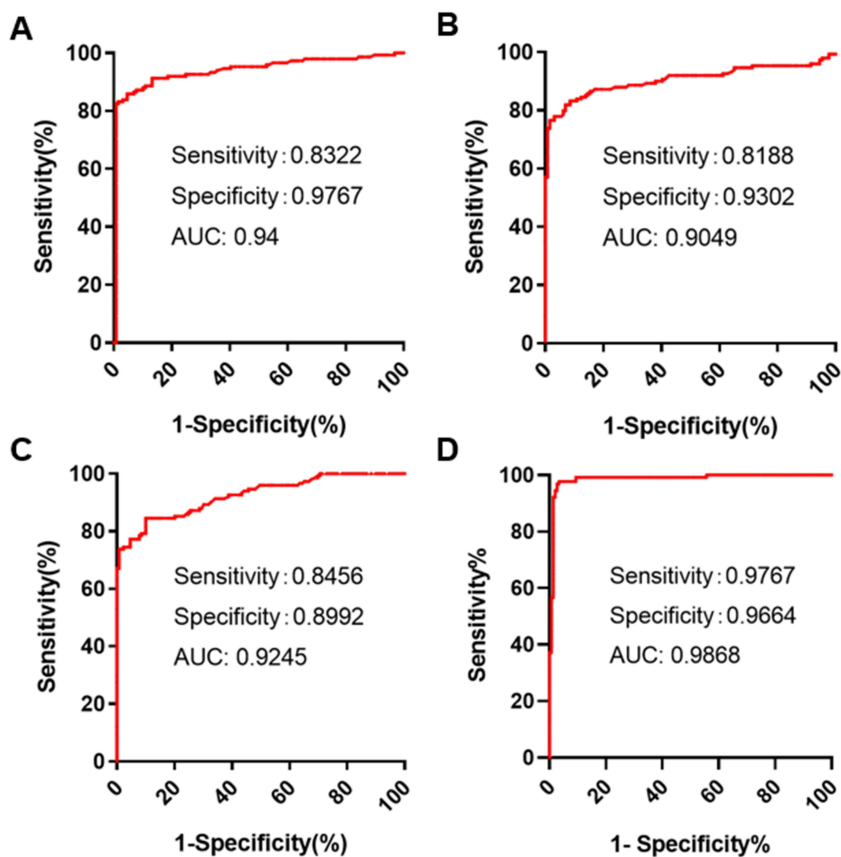 A
Sensitivity(%)
100
80
60
40
20
0
Sensitivity:0.8322
Specificity:0.9767
AUC: 0.94
0
20
40
60
80
100
1-Specificity(%)
B
Sensitivity(%)
100
80
60
40
20
0
Sensitivity:0.8188
Specificity:0.9302
AUC: 0.9049
0
20
40
60
80
100
1-Specificity(%)
C
Sensitivity(%)
100
80
60
40
20
0
Sensitivity:0.8456
Specificity:0.8992
AUC: 0.9245
0
20
40
60
80
100
1-Specificity(%)
D
Sensitivity%
100
80
60
40
20
0
Sensitivity:0.9767
Specificity:0.9664
AUC: 0.9868
0
20
40
60
80
100
1- Specificity%